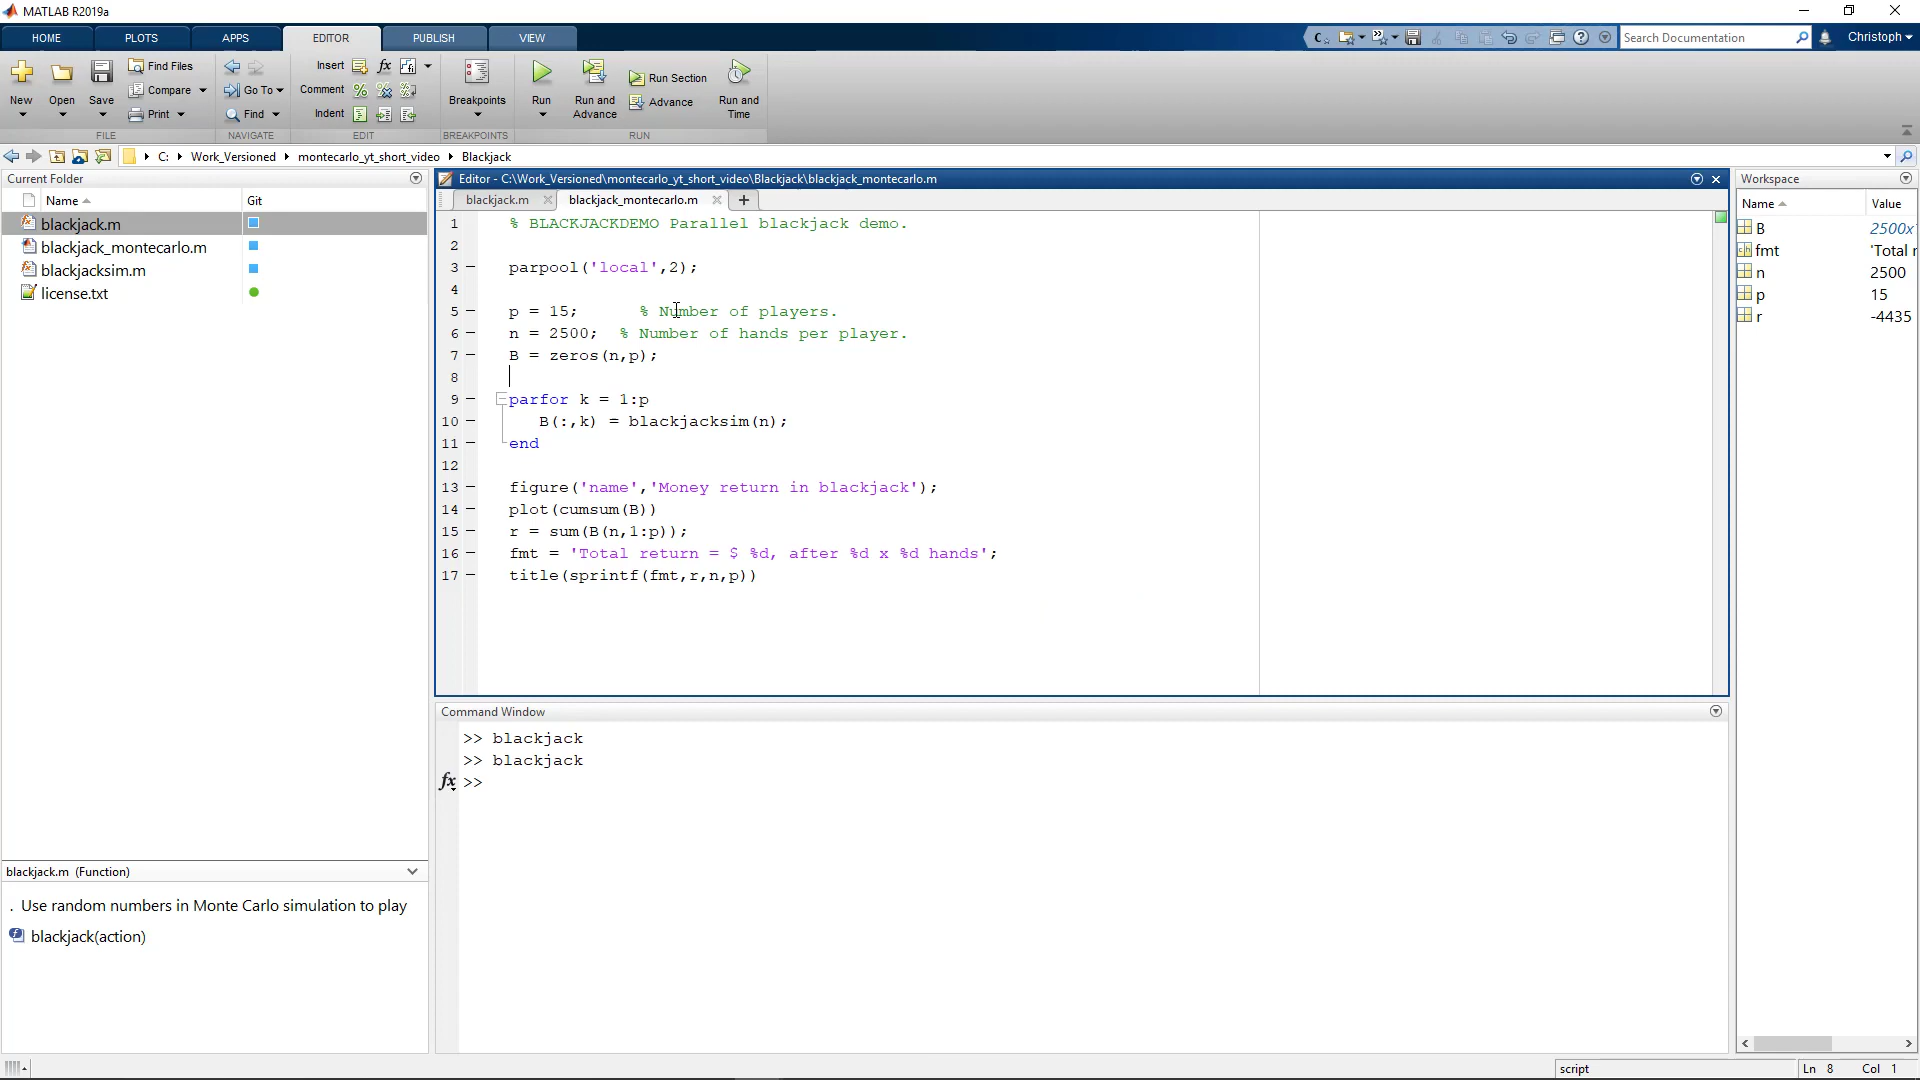 MATLAB R2019a
HOME PLOTS APPS EDITOR PUBLISH VIEW
Search Documentation
Christoph
New Open Save
Find Files
Compare
Print
FILE
Go To
Find
NAVIGATE
Insert
Comment
Indent
EDIT
Breakpoints
BREAKPOINTS
Run
Run and Advance
Run Section
Advance
Run and Time
RUN
C: Work_Versioned montecarlo_yt_short_video Blackjack
Current Folder
Name Git
blackjack.m
blackjack_montecarlo.m
blackjacksim.m
license.txt
blackjack.m (Function)
. Use random numbers in Monte Carlo simulation to play
blackjack(action)
Editor - C:\Work_Versioned\montecarlo_yt_short_video\Blackjack\blackjack_montecarlo.m
blackjack.m blackjack_montecarlo.m
1 % BLACKJACKDEMO Parallel blackjack demo.
2
3 parpool('local',2);
4
5 p = 15; % Number of players.
6 n = 2500; % Number of hands per player.
7 B = zeros(n,p);
8
9 parfor k = 1:p
10 B(:,k) = blackjacksim(n);
11 end
12
13 figure('name','Money return in blackjack');
14 plot(cumsum(B))
15 r = sum(B(n,1:p));
16 fmt = 'Total return = $ %d, after %d x %d hands';
17 title(sprintf(fmt,r,n,p))
Command Window
>> blackjack
>> blackjack
fx >>
Workspace
Name Value
B 2500x
fmt 'Total r
n 2500
p 15
r -4435
script
Ln 8 Col 1